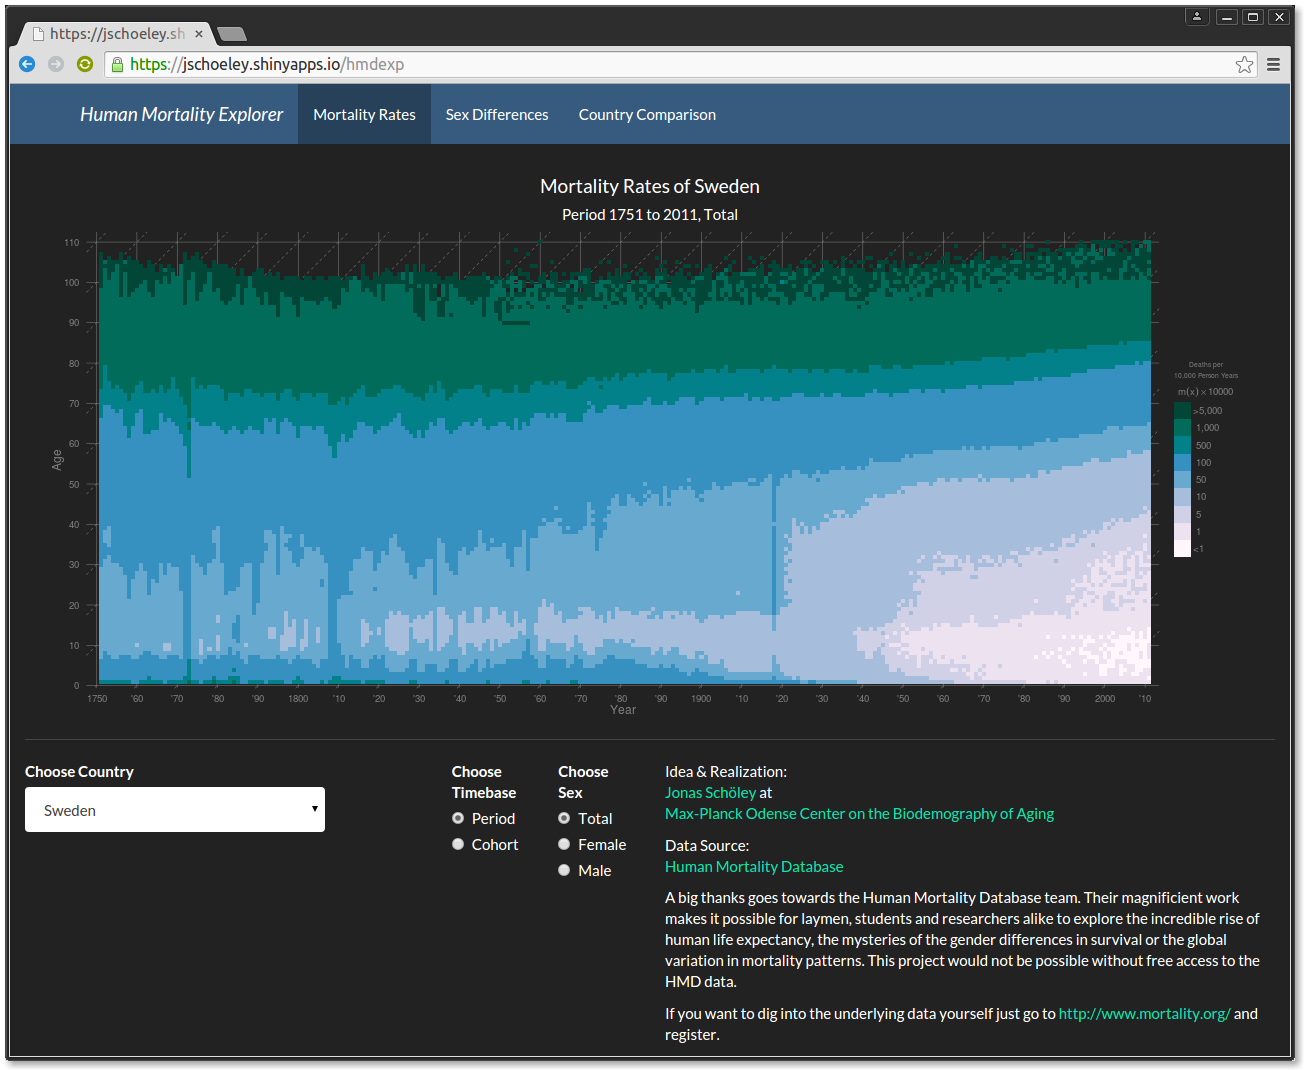 https://jschoeley.sh
https://jschoeley.shinyapps.io/hmdexp
Human Mortality Explorer Mortality Rates Sex Differences Country Comparison
Mortality Rates of Sweden
Period 1751 to 2011, Total
110
100
90
80
70
60
50
40
30
20
10
0
Age
1750 '60 '70 '80 '90 1800 '10 '20 '30 '40 '50 '60 '70 '80 '90 1900 '10 '20 '30 '40 '50 '60 '70 '80 '90 2000 '10
Year
Deaths per
10,000 Person Years
m(x) × 10000
>5,000
1,000
500
100
50
10
5
1
<1
Choose Country
Sweden
Choose
Timebase
Period
Cohort
Choose
Sex
Total
Female
Male
Idea & Realization:
Jonas Schöley at
Max-Planck Odense Center on the Biodemography of Aging
Data Source:
Human Mortality Database
A big thanks goes towards the Human Mortality Database team. Their magnificient work
makes it possible for laymen, students and researchers alike to explore the incredible rise of
human life expectancy, the mysteries of the gender differences in survival or the global
variation in mortality patterns. This project would not be possible without free access to the
HMD data.
If you want to dig into the underlying data yourself just go to http://www.mortality.org/ and
register.